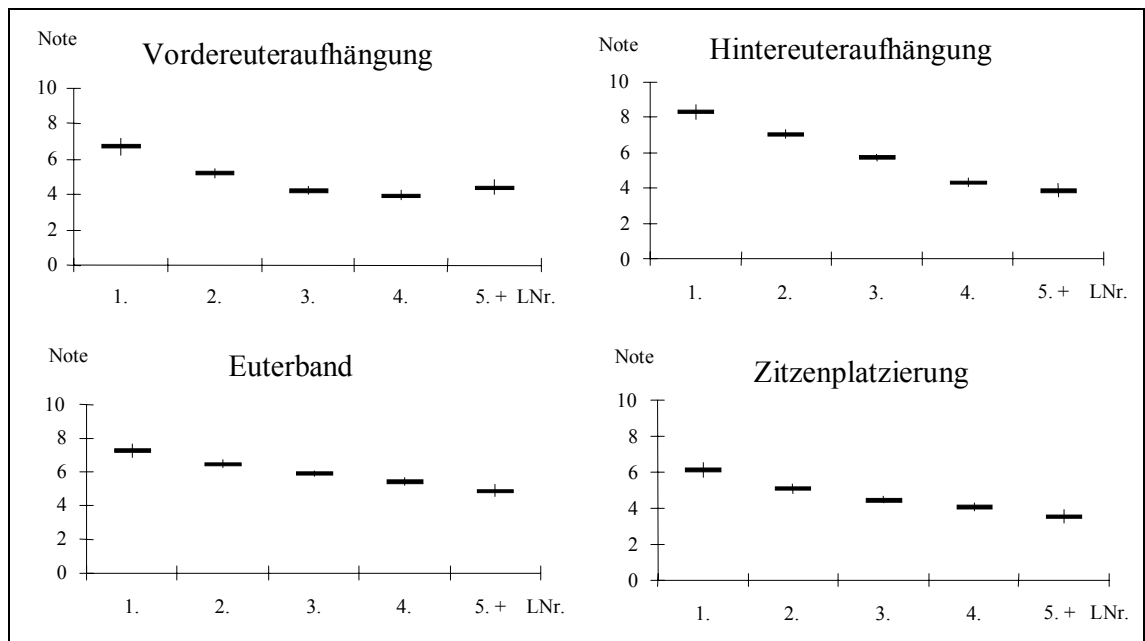 Note
Vordereuteraufhängung
10
8
6
4
2
0
1. 2. 3. 4. 5. + LNr.
Note
Hintereuteraufhängung
10
8
6
4
2
0
1. 2. 3. 4. 5. + LNr.
Note
Euterband
10
8
6
4
2
0
1. 2. 3. 4. 5. + LNr.
Note
Zitzenplatzierung
10
8
6
4
2
0
1. 2. 3. 4. 5. + LNr.